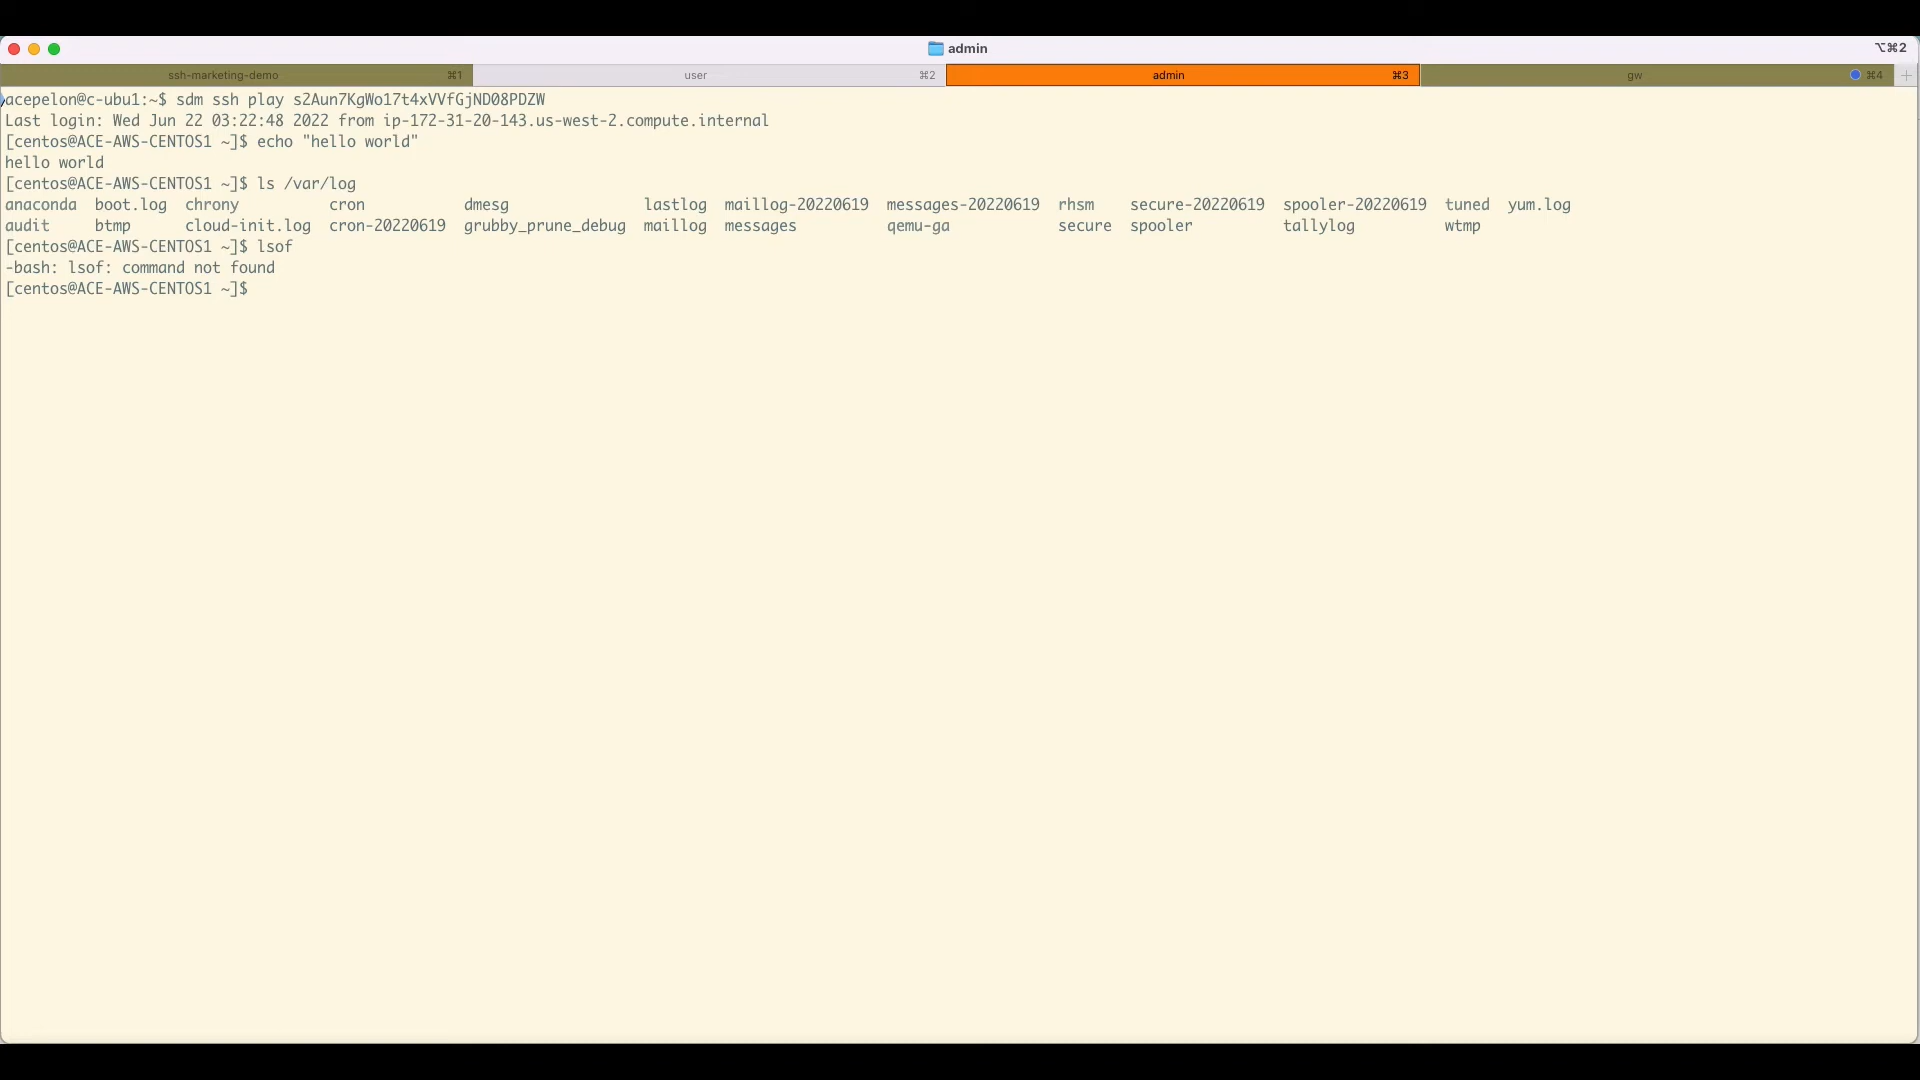 admin
⌥⌘2
ssh-marketing-demo ⌘1 user ⌘2 admin ⌘3 gw ⌘4
acepelon@c-ubu1:~$ sdm ssh play s2Aun7KgWo17t4xVVfGjND08PDZW
Last login: Wed Jun 22 03:22:48 2022 from ip-172-31-20-143.us-west-2.compute.internal
[centos@ACE-AWS-CENTOS1 ~]$ echo "hello world"
hello world
[centos@ACE-AWS-CENTOS1 ~]$ ls /var/log
anaconda  boot.log  chrony          cron           dmesg               lastlog  maillog-20220619  messages-20220619  rhsm    secure-20220619  spooler-20220619  tuned  yum.log
audit     btmp      cloud-init.log  cron-20220619  grubby_prune_debug  maillog  messages          qemu-ga            secure  spooler          tallylog          wtmp
[centos@ACE-AWS-CENTOS1 ~]$ lsof
-bash: lsof: command not found
[centos@ACE-AWS-CENTOS1 ~]$